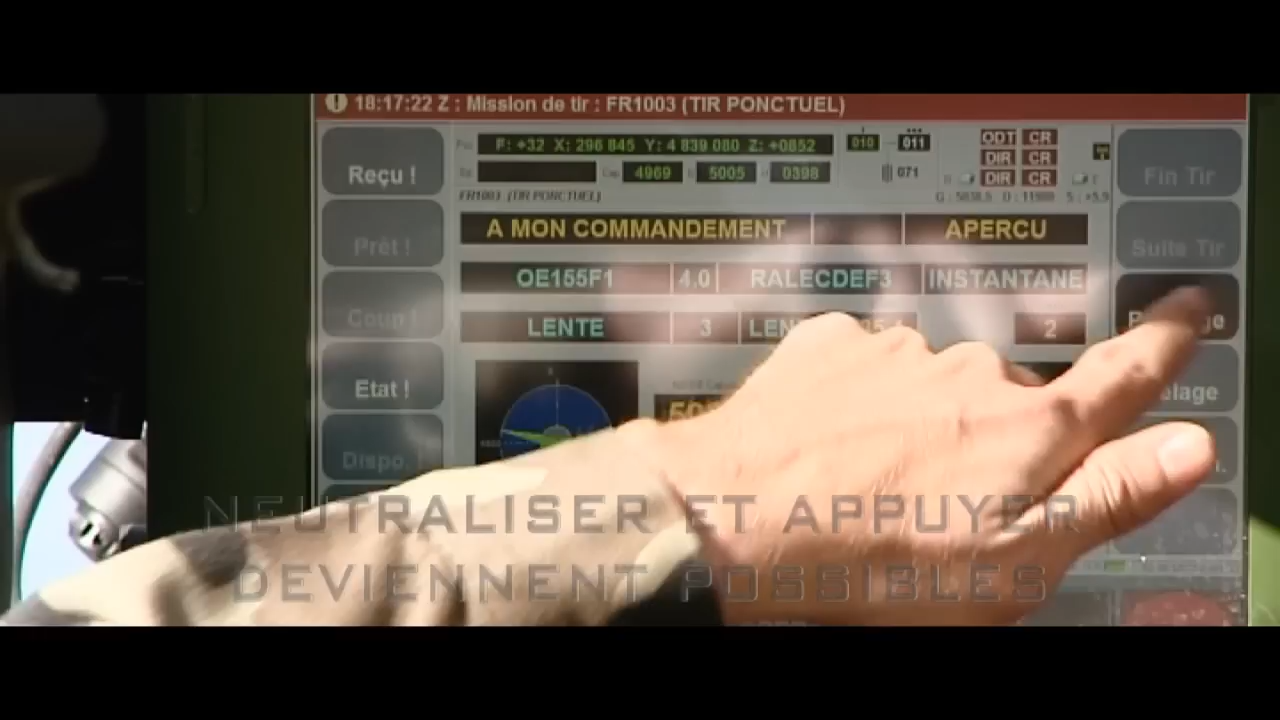 18:17:22 Z : Mission de tir : FR1003 (TIR PONCTUEL)
F: +32 X: 296 845 Y: 4 839 080 Z: +0852
010 011
ODT CR
4969 5005 0398
071
DIR CR
DIR CR
FR1003 (TIR PONCTUEL)
Reçu !
Fin Tir
A MON COMMANDEMENT APERCU
Prêt !
Suite Tir
OE155F1 4.0 RALECDEF3 INSTANTANE
Coup !
LENTE 3 2
Etat !
Dispo.
NEUTRALISER ET APPUYER
DEVIENNENT POSSIBLES